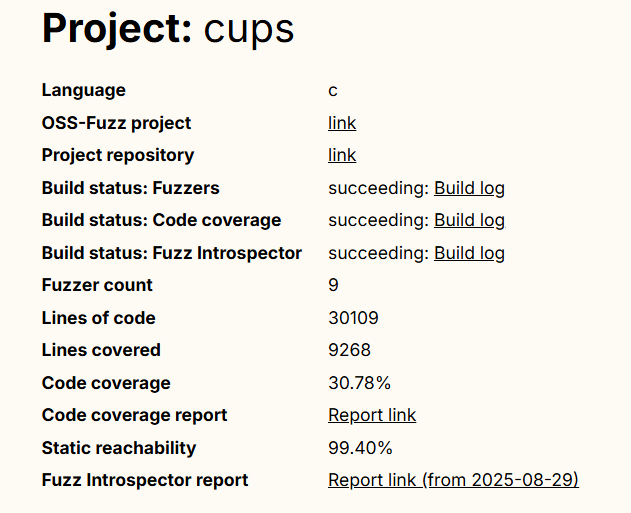 Project: cups
Language c
OSS-Fuzz project link
Project repository link
Build status: Fuzzers succeeding: Build log
Build status: Code coverage succeeding: Build log
Build status: Fuzz Introspector succeeding: Build log
Fuzzer count 9
Lines of code 30109
Lines covered 9268
Code coverage 30.78%
Code coverage report Report link
Static reachability 99.40%
Fuzz Introspector report Report link (from 2025-08-29)